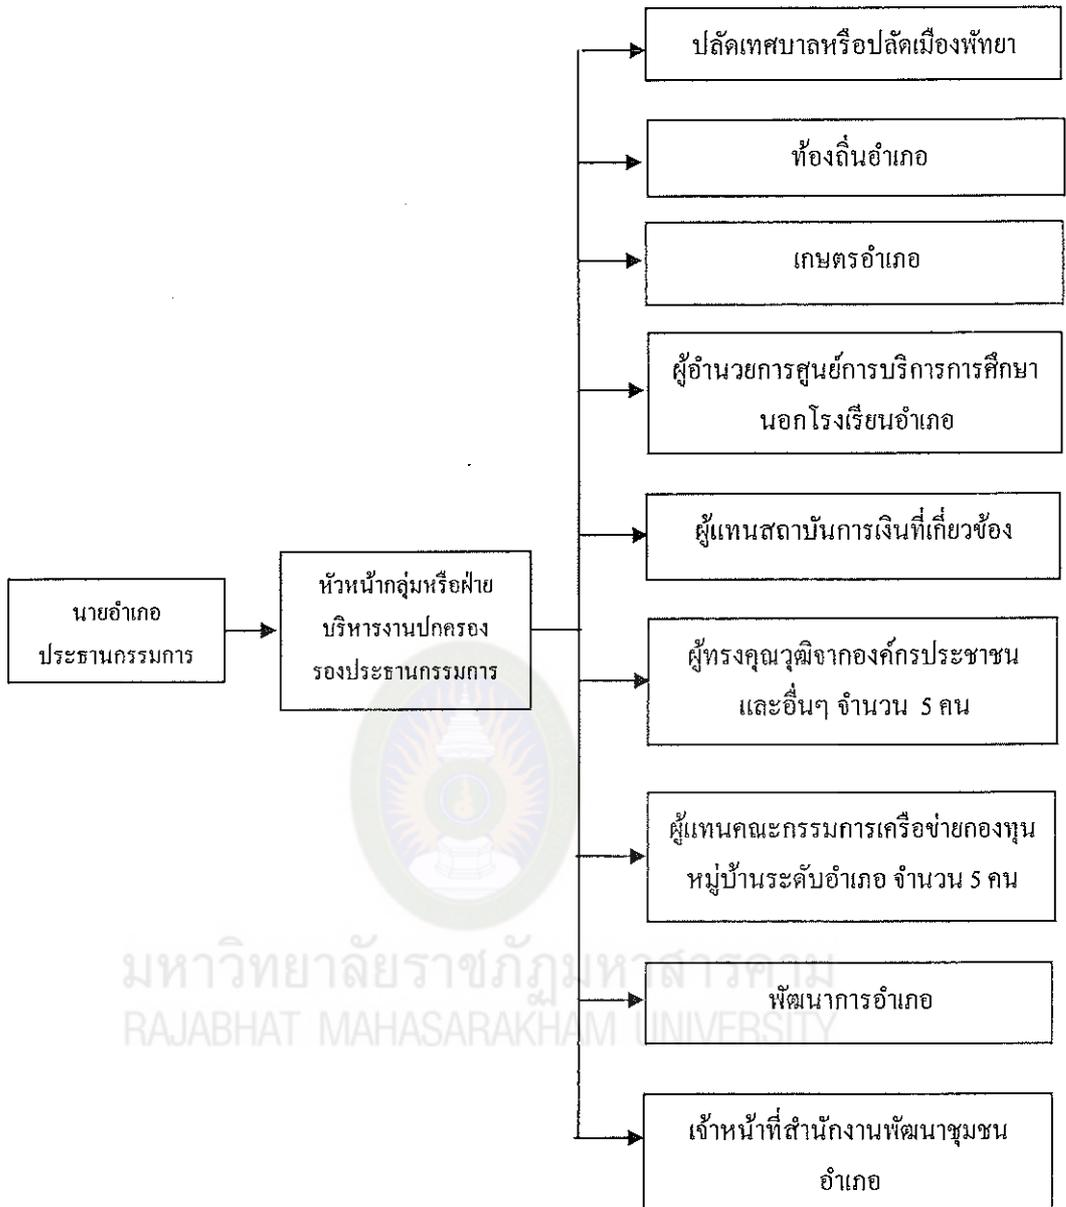 ปลัดเทศบาลหรือปลัดเมืองพัทยา
ท้องถิ่นอำเภอ
เกษตรอำเภอ
ผู้อำนวยการศูนย์การบริการการศึกษา
นอกโรงเรียนอำเภอ
ผู้แทนสถาบันการเงินที่เกี่ยวข้อง
นายอำเภอ
ประธานกรรมการ
หัวหน้ากลุ่มหรือฝ่าย
บริหารงานปกครอง
รองประธานกรรมการ
ผู้ทรงคุณวุฒิจากองค์กรประชาชน
และอื่นๆ จำนวน 5 คน
ผู้แทนคณะกรรมการเครือข่ายกองทุน
หมู่บ้านระดับอำเภอ จำนวน 5 คน
มหาวิทยาลัยราชภัฏมหาสารคาม
RAJABHAT MAHASARAKHAM UNIVERSITY
พัฒนาการอำเภอ
เจ้าหน้าที่สำนักงานพัฒนาชุมชน
อำเภอ